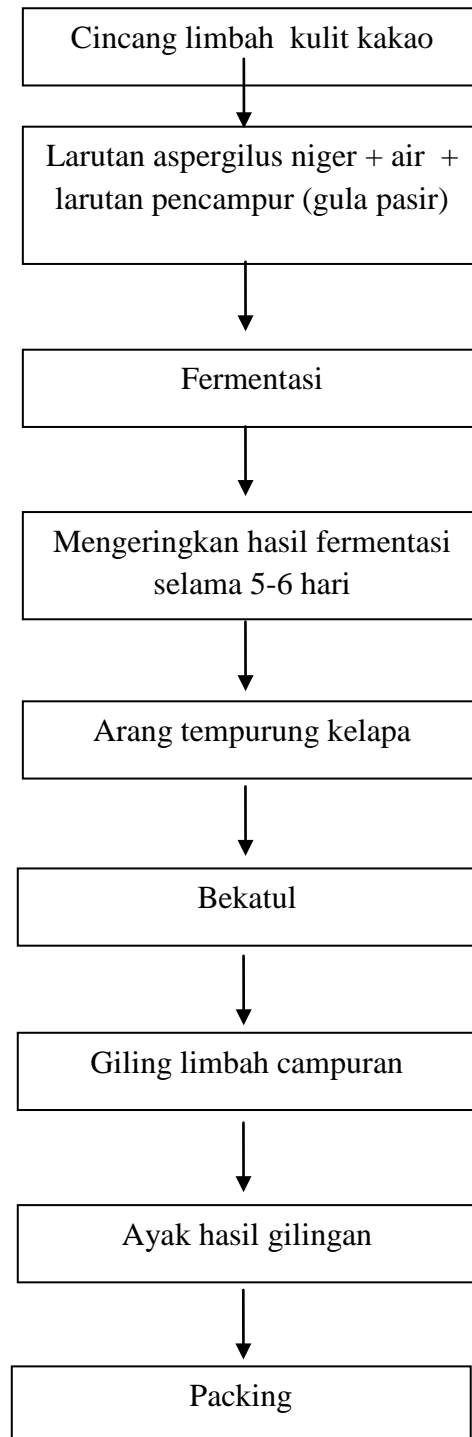 Cincang limbah  kulit kakao
Larutan aspergilus niger + air  +
larutan pencampur (gula pasir)
Fermentasi
Mengeringkan hasil fermentasi
selama 5-6 hari
Arang tempurung kelapa
Bekatul
Giling limbah campuran
Ayak hasil gilingan
Packing